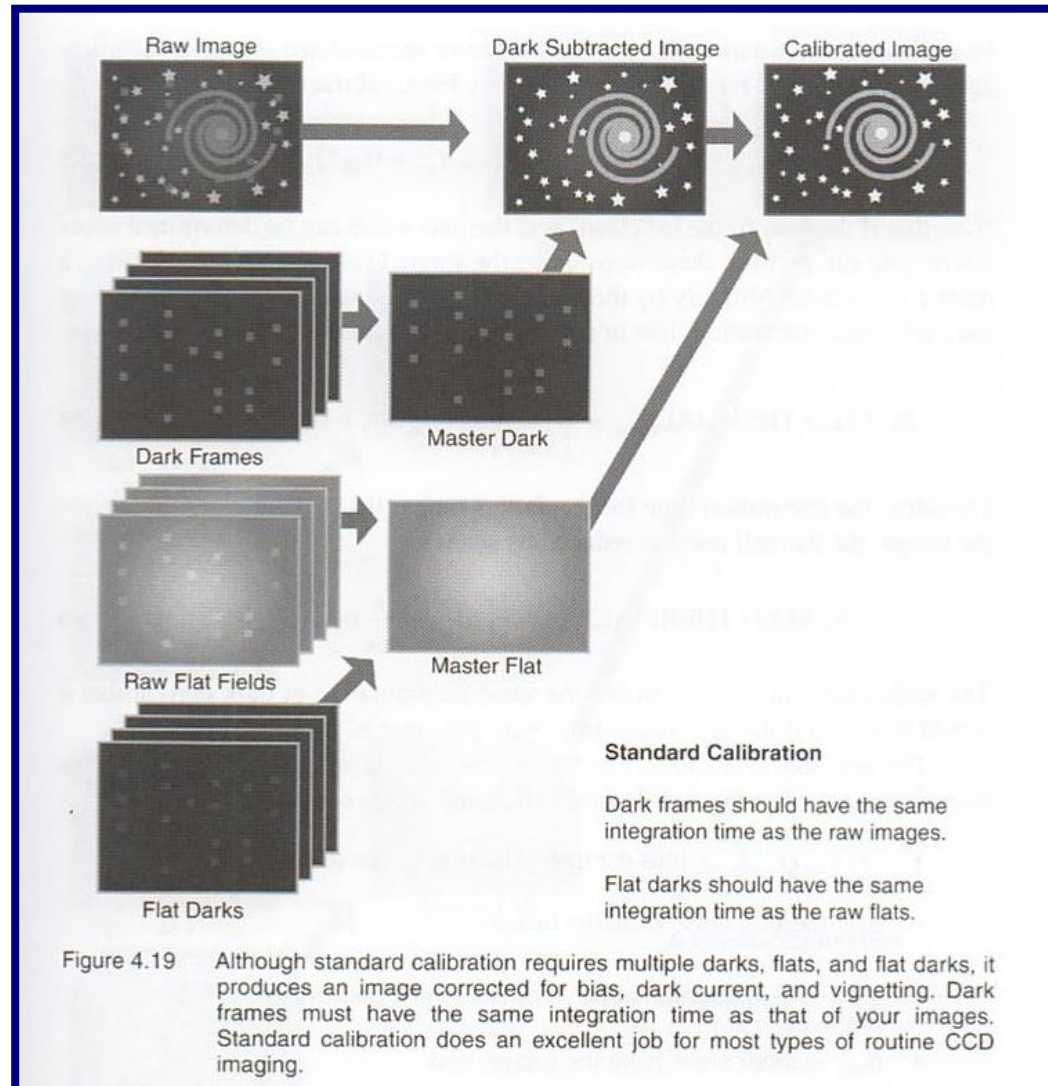 Raw Image
Dark Subtracted Image
Calibrated Image
Dark Frames
Master Dark
Raw Flat Fields
Master Flat
Flat Darks
Standard Calibration
Dark frames should have the same
integration time as the raw images.
Flat darks should have the same
integration time as the raw flats.
Figure 4.19 Although standard calibration requires multiple darks, flats, and flat darks, it
produces an image corrected for bias, dark current, and vignetting. Dark
frames must have the same integration time as that of your images.
Standard calibration does an excellent job for most types of routine CCD
imaging.